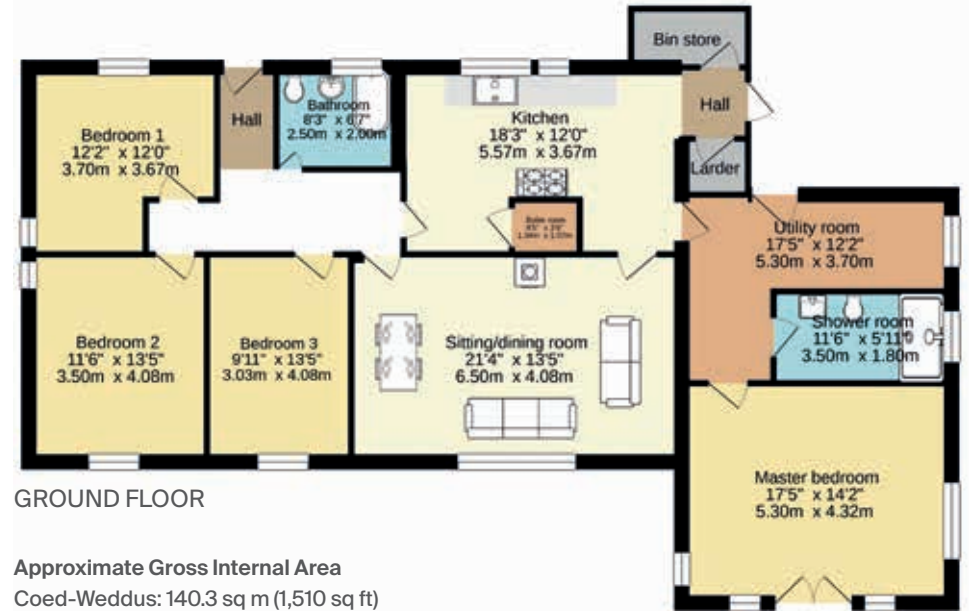 Bin store
Hall
Larder
Hall
Bathroom
8'3" x 6'7"
2.50m x 2.00m
Kitchen
18'3" x 12'0"
5.57m x 3.67m
Bedroom 1
12'2" x 12'0"
3.70m x 3.67m
Utility room
17'5" x 12'2"
5.30m x 3.70m
Shower room
11'6" x 5'11"
3.50m x 1.80m
Bedroom 2
11'6" x 13'5"
3.50m x 4.08m
Bedroom 3
9'11" x 13'5"
3.03m x 4.08m
Sitting/dining room
21'4" x 13'5"
6.50m x 4.08m
Master bedroom
17'5" x 14'2"
5.30m x 4.32m
GROUND FLOOR
Approximate Gross Internal Area
Coed-Weddus: 140.3 sq m (1,510 sq ft)